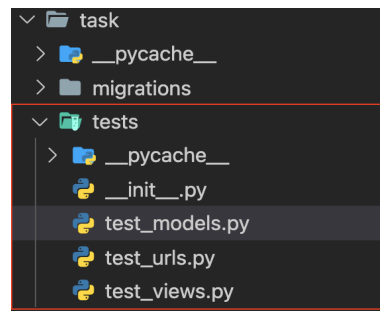 task
__pycache__
migrations
tests
__pycache__
__init__.py
test_models.py
test_urls.py
test_views.py